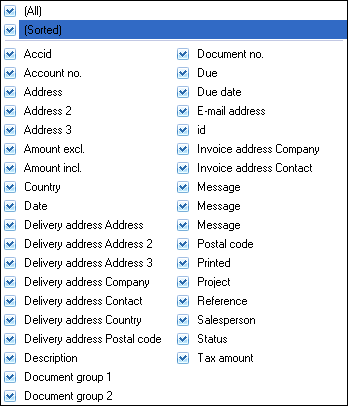 (All)
(Sorted)
Accid
Account no.
Address
Address 2
Address 3
Amount excl.
Amount incl.
Country
Date
Delivery address Address
Delivery address Address 2
Delivery address Address 3
Delivery address Company
Delivery address Contact
Delivery address Country
Delivery address Postal code
Description
Document group 1
Document group 2
Document no.
Due
Due date
E-mail address
id
Invoice address Company
Invoice address Contact
Message
Message
Message
Postal code
Printed
Project
Reference
Salesperson
Status
Tax amount